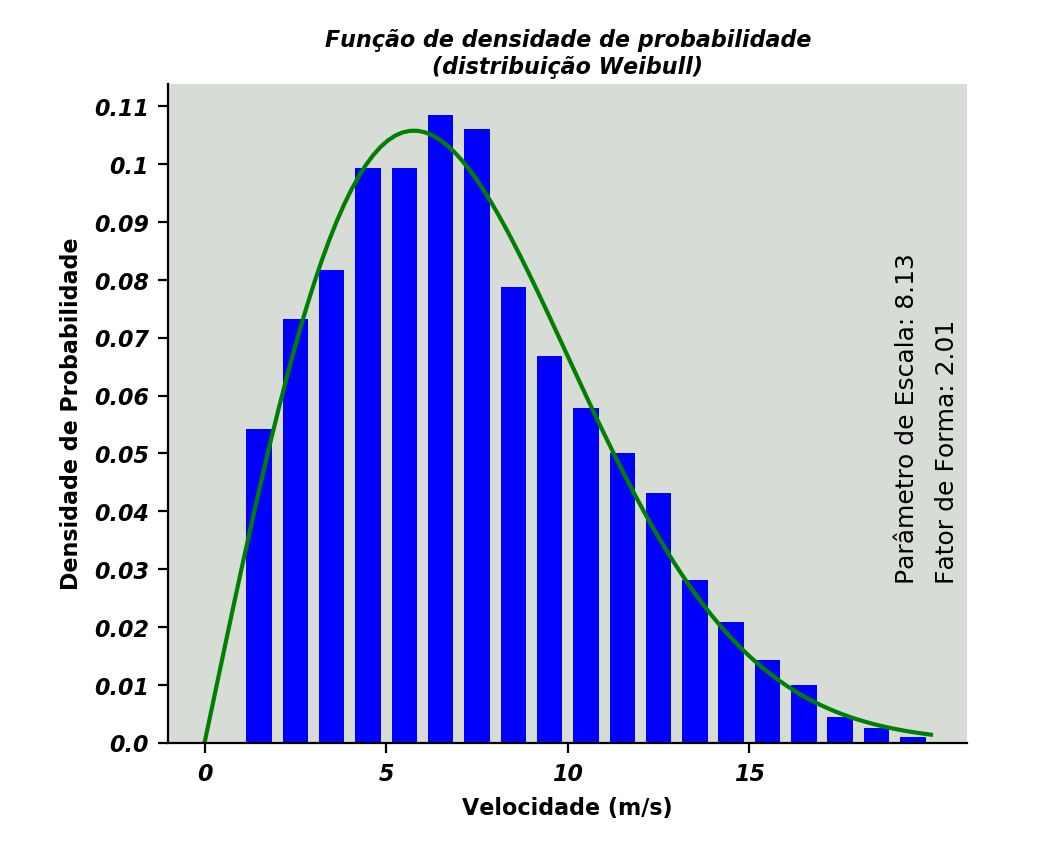 Função de densidade de probabilidade
(distribuição Weibull)
0.11
0.1
0.09
0.08
0.07
0.06
0.05
0.04
0.03
0.02
0.01
0.0
Densidade de Probabilidade
0
5
10
15
Velocidade (m/s)
Parâmetro de Escala: 8.13
Fator de Forma: 2.01